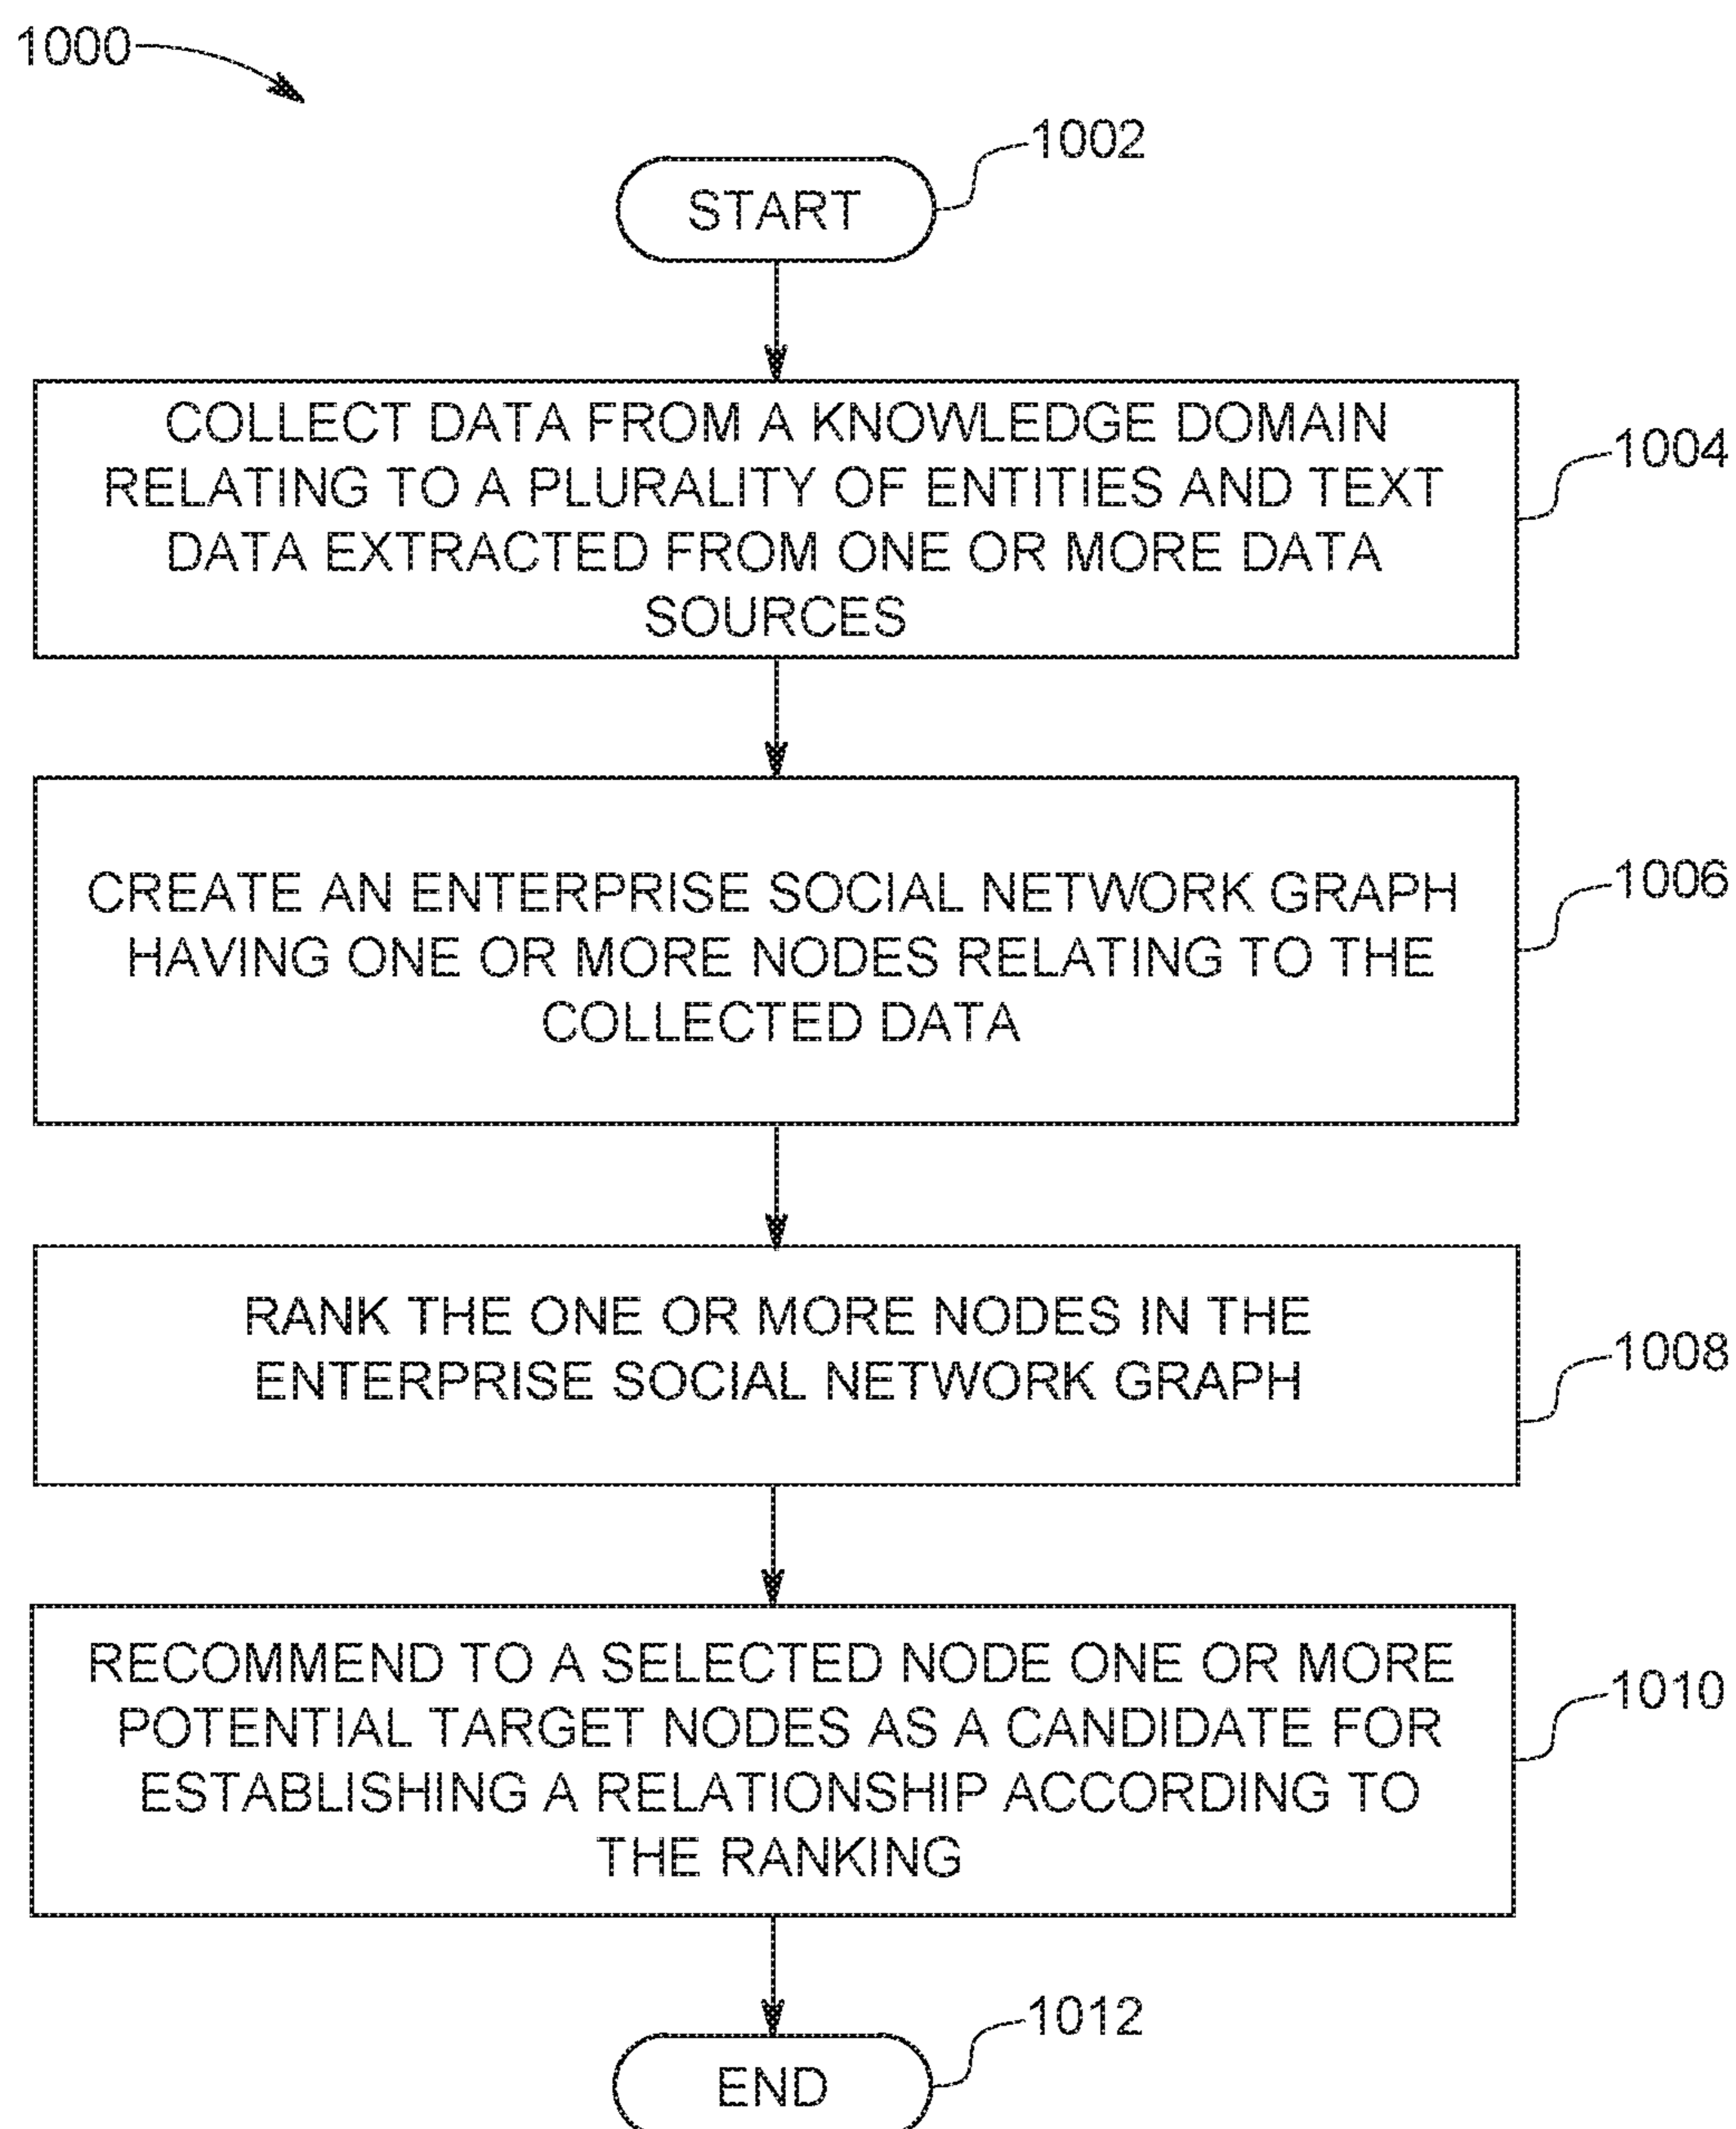 1000
1002
START
COLLECT DATA FROM A KNOWLEDGE DOMAIN
RELATING TO A PLURALITY OF ENTITIES AND TEXT
DATA EXTRACTED FROM ONE OR MORE DATA
SOURCES
1004
CREATE AN ENTERPRISE SOCIAL NETWORK GRAPH
HAVING ONE OR MORE NODES RELATING TO THE
COLLECTED DATA
1006
RANK THE ONE OR MORE NODES IN THE
ENTERPRISE SOCIAL NETWORK GRAPH
1008
RECOMMEND TO A SELECTED NODE ONE OR MORE
POTENTIAL TARGET NODES AS A CANDIDATE FOR
ESTABLISHING A RELATIONSHIP ACCORDING TO
THE RANKING
1010
1012
END